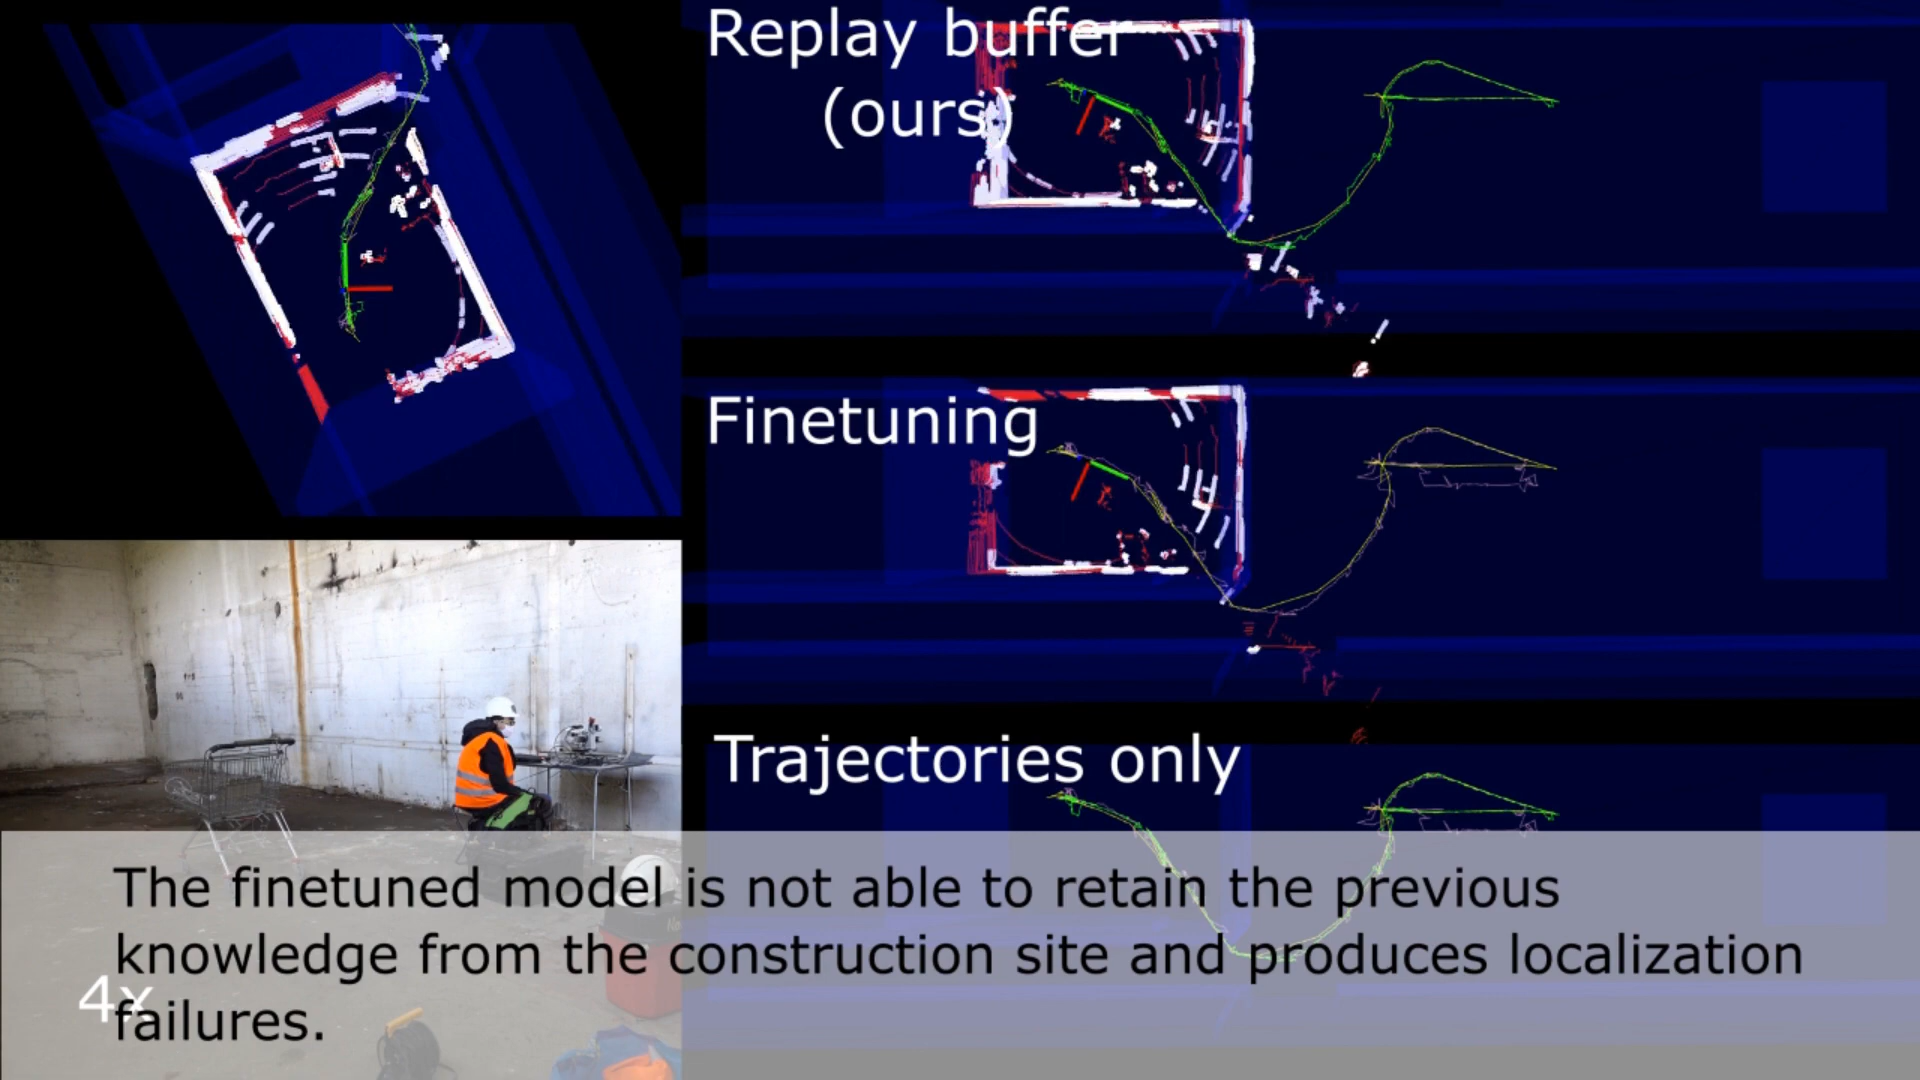 Replay buffer
(ours)
Finetuning
Trajectories only
The finetuned model is not able to retain the previous
knowledge from the construction site and produces localization
failures.
4x